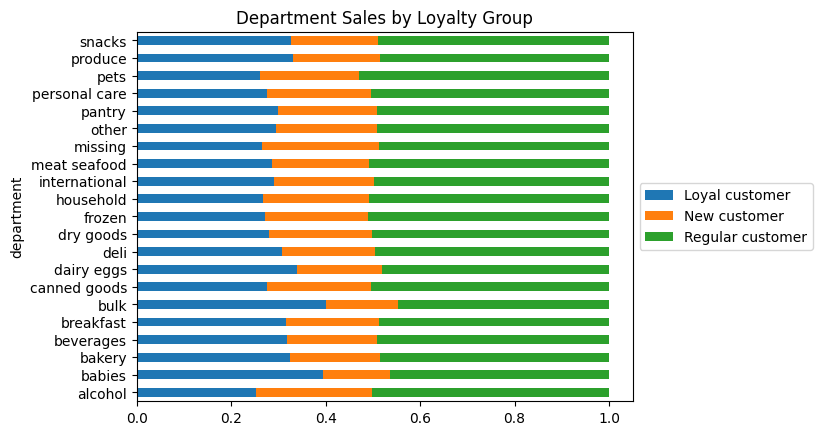 Department Sales by Loyalty Group
snacks
produce
pets
personal care
pantry
other
missing
meat seafood
international
household
frozen
dry goods
deli
dairy eggs
canned goods
bulk
breakfast
beverages
bakery
babies
alcohol
department
0.0 0.2 0.4 0.6 0.8 1.0
Loyal customer
New customer
Regular customer